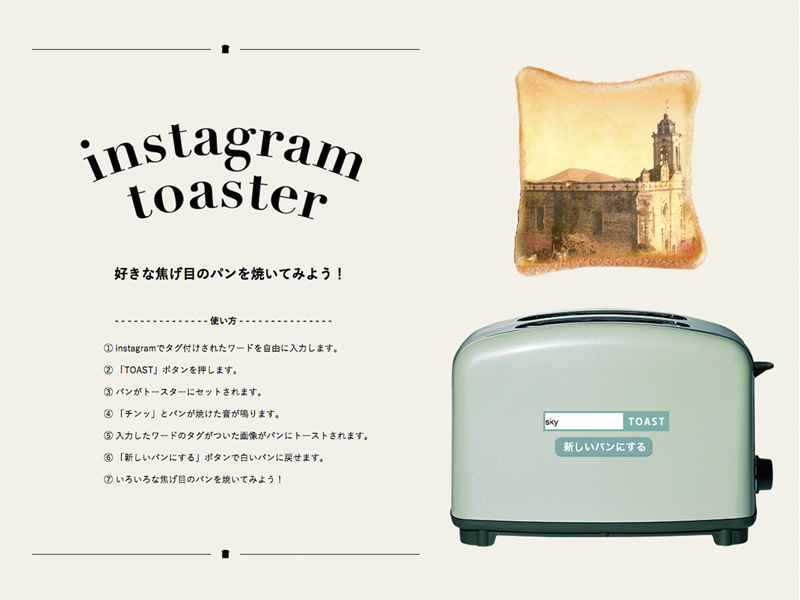 instagram
toaster
好きな焦げ目のパンを焼いてみよう！
使い方
① instagramでタグ付けされたワードを自由に入力します。
② 「TOAST」ボタンを押します。
③ パンがトースターにセットされます。
④ 「チンッ」とパンが焼けた音が鳴ります。
⑤ 入力したワードのタグがついた画像がパンにトーストされます。
⑥ 「新しいパンにする」ボタンで白いパンに戻せます。
⑦ いろいろな焦げ目のパンを焼いてみよう！
sky TOAST
新しいパンにする